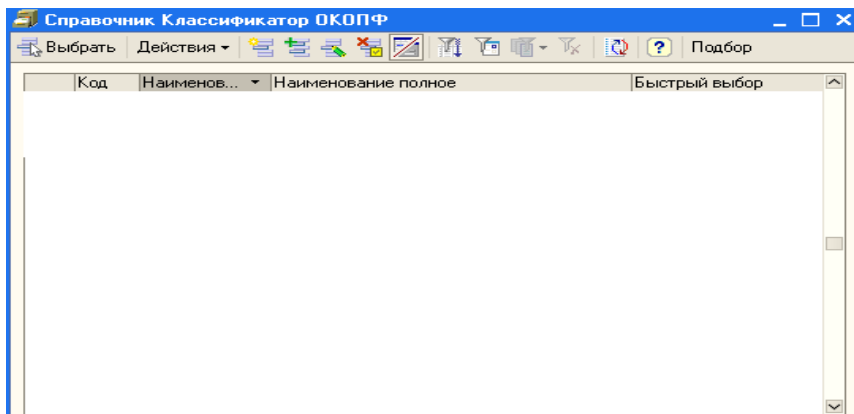 Справочник Классификатор ОКОПФ
Выбрать Действия ? Подбор
Код Наименов... Наименование полное Быстрый выбор